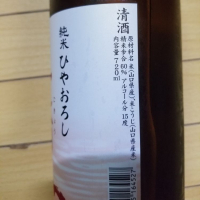 清酒
原材料名 米(山口県産)、米こうじ(山口県産米)
精米歩合 60% アルコール分 15度
内容量 720ml
純米 ひやおろし